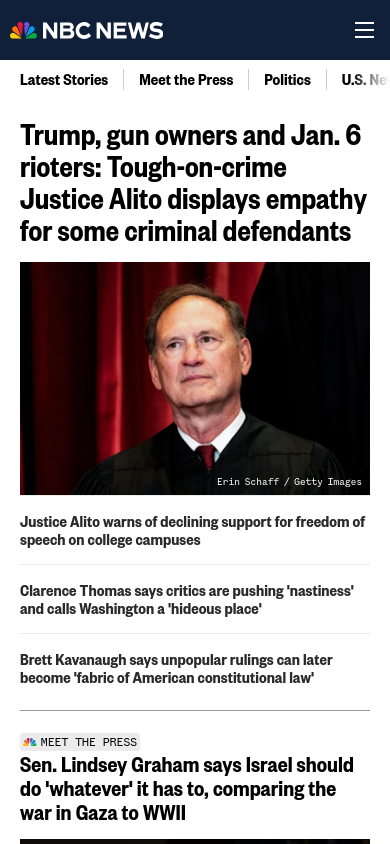 NBC NEWS
Latest Stories
Meet the Press
Politics
U.S. Ne
Trump, gun owners and Jan. 6
rioters: Tough-on-crime
Justice Alito displays empathy
for some criminal defendants
Erin Schaff / Getty Images
Justice Alito warns of declining support for freedom of
speech on college campuses
Clarence Thomas says critics are pushing 'nastiness'
and calls Washington a 'hideous place'
Brett Kavanaugh says unpopular rulings can later
become 'fabric of American constitutional law'
MEET THE PRESS
Sen. Lindsey Graham says Israel should
do 'whatever' it has to, comparing the
war in Gaza to WWII